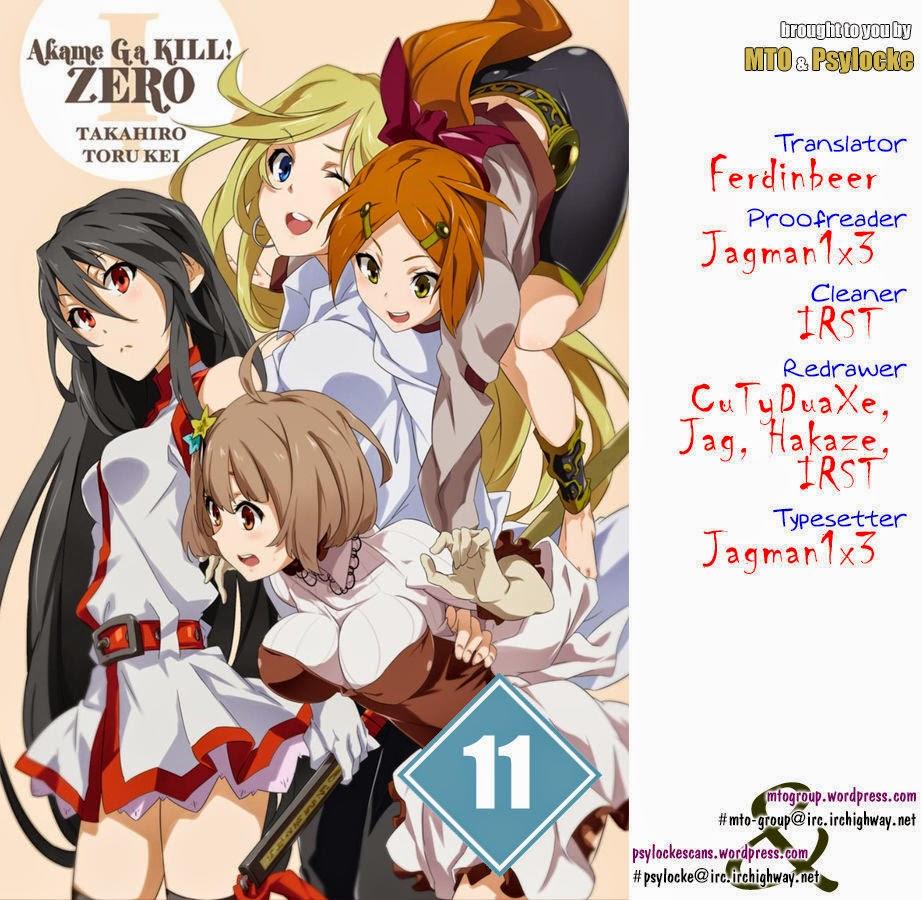 I
Akame Ga KILL!
ZERO
TAKAHIRO
TORU KEI
11
brought to you by
MTO & Psylocke
Translator
Ferdinbeer
Proofreader
Jagman1x3
Cleaner
IRST
Redrawer
CuTyDuaXe,
Jag, Hakaze,
IRST
Typesetter
Jagman1x3
&
mtogroup.wordpress.com
#mto-group@irc.irchighway.net
psylockescans.wordpress.com
#psylocke@irc.irchighway.net